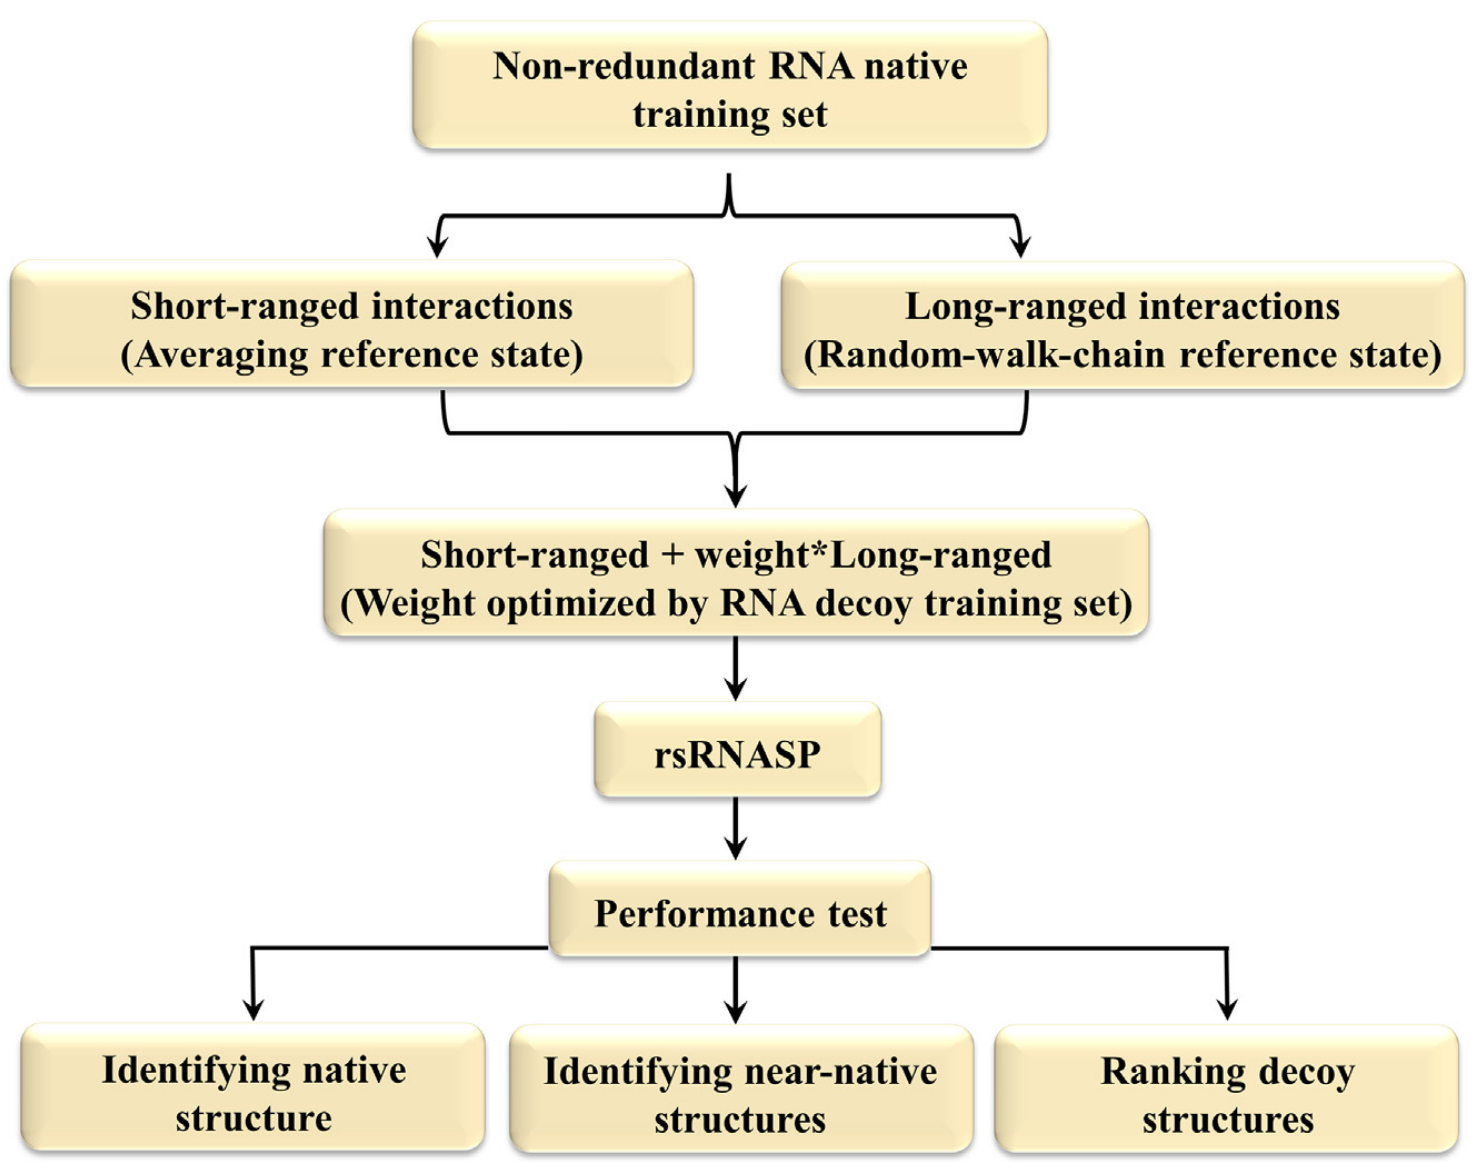 Non-redundant RNA native
training set
Short-ranged interactions
(Averaging reference state)
Long-ranged interactions
(Random-walk-chain reference state)
Short-ranged + weight*Long-ranged
(Weight optimized by RNA decoy training set)
rsRNASP
Performance test
Identifying native
structure
Identifying near-native
structures
Ranking decoy
structures